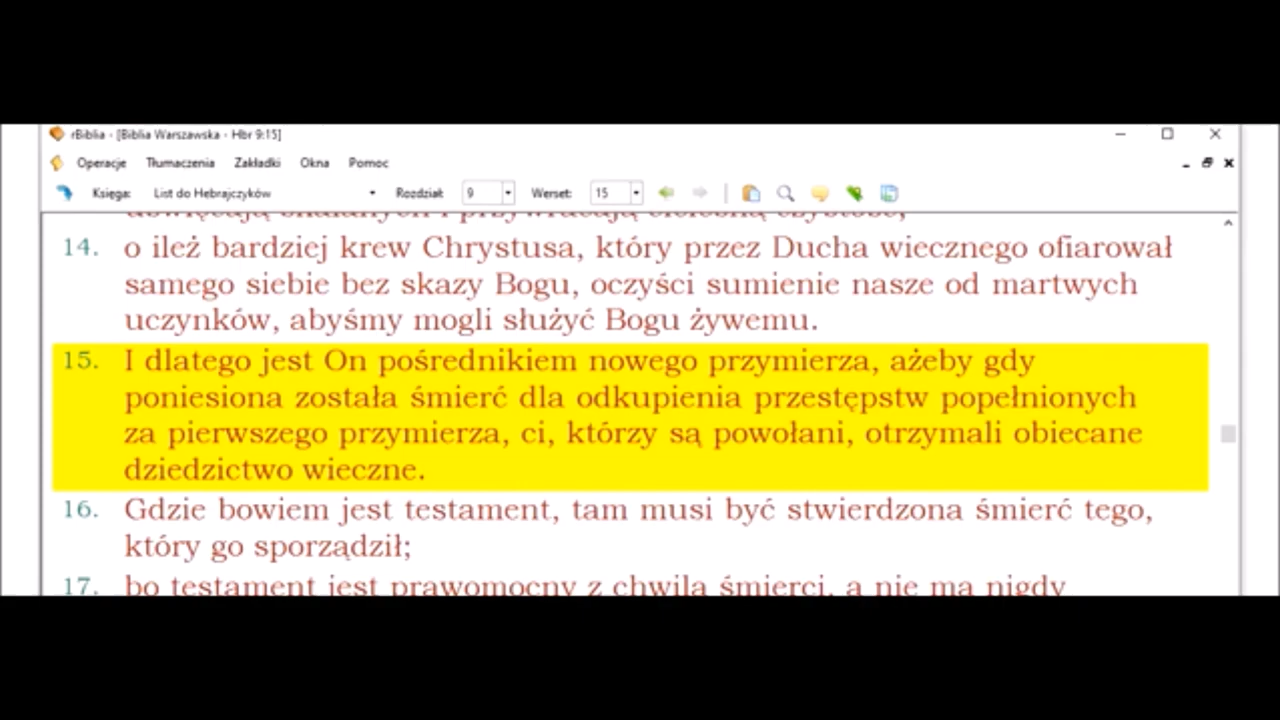 rBiblia - [Biblia Warszawska - Hbr 9:15]
Operacje Tłumaczenia Zakładki Okna Pomoc
Księga: List do Hebrajczyków Rozdział: 9 Werset: 15
14. o ileż bardziej krew Chrystusa, który przez Ducha wiecznego ofiarował
samego siebie bez skazy Bogu, oczyści sumienie nasze od martwych
uczynków, abyśmy mogli służyć Bogu żywemu.
15. I dlatego jest On pośrednikiem nowego przymierza, ażeby gdy
poniesiona została śmierć dla odkupienia przestępstw popełnionych
za pierwszego przymierza, ci, którzy są powołani, otrzymali obiecane
dziedzictwo wieczne.
16. Gdzie bowiem jest testament, tam musi być stwierdzona śmierć tego,
który go sporządził;
17. bo testament jest prawomocny z chwilą śmierci, a nie ma nigdy